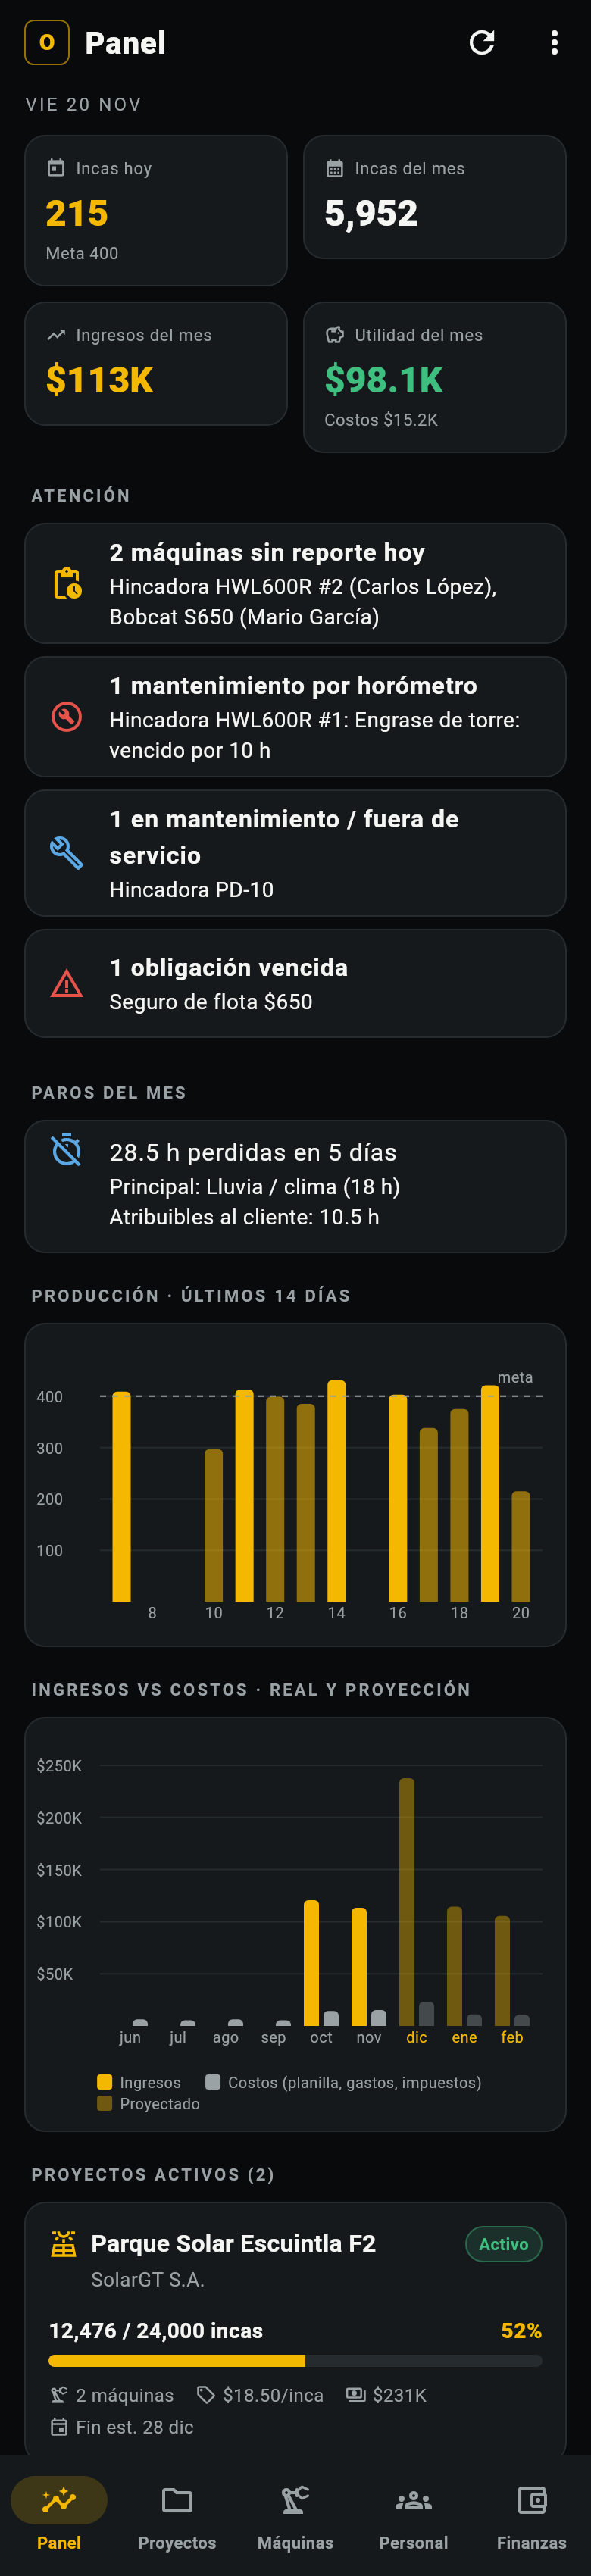 O Panel
VIE 20 NOV
Incas hoy
215
Meta 400
Incas del mes
5,952
Ingresos del mes
$113K
Utilidad del mes
$98.1K
Costos $15.2K
ATENCIÓN
2 máquinas sin reporte hoy
Hincadora HWL600R #2 (Carlos López),
Bobcat S650 (Mario García)
1 mantenimiento por horómetro
Hincadora HWL600R #1: Engrase de torre:
vencido por 10 h
1 en mantenimiento / fuera de
servicio
Hincadora PD-10
1 obligación vencida
Seguro de flota $650
PAROS DEL MES
28.5 h perdidas en 5 días
Principal: Lluvia / clima (18 h)
Atribuibles al cliente: 10.5 h
PRODUCCIÓN · ÚLTIMOS 14 DÍAS
meta
400
300
200
100
8 10 12 14 16 18 20
INGRESOS VS COSTOS · REAL Y PROYECCIÓN
$250K
$200K
$150K
$100K
$50K
jun jul ago sep oct nov dic ene feb
Ingresos Costos (planilla, gastos, impuestos)
Proyectado
PROYECTOS ACTIVOS (2)
Parque Solar Escuintla F2 Activo
SolarGT S.A.
12,476 / 24,000 incas 52%
2 máquinas $18.50/inca $231K
Fin est. 28 dic
Panel Proyectos Máquinas Personal Finanzas